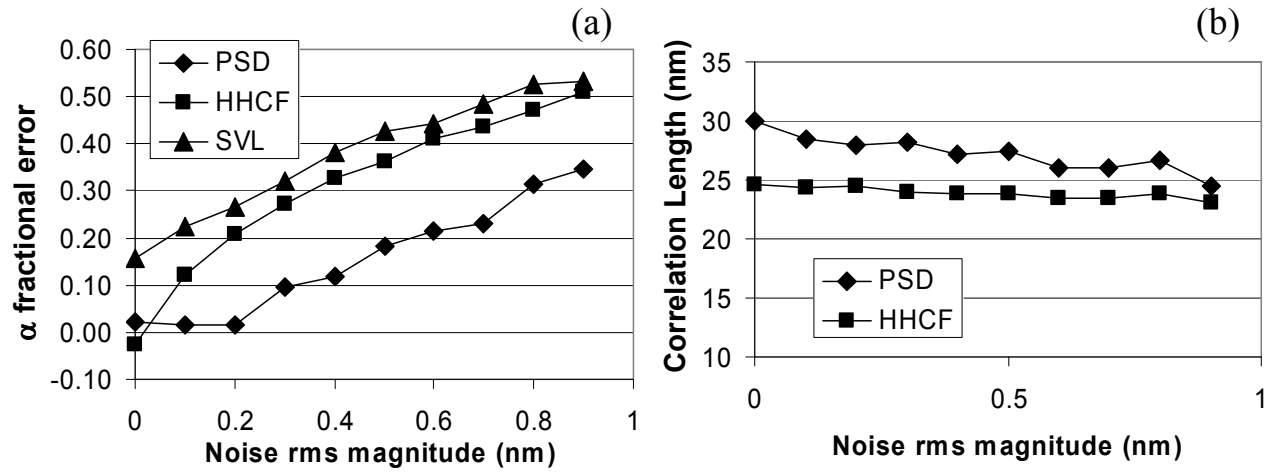 (a)
0.60
0.50
0.40
0.30
0.20
0.10
0.00
-0.10
α fractional error
PSD
HHCF
SVL
0
0.2
0.4
0.6
0.8
1
Noise rms magnitude (nm)
(b)
35
30
25
20
15
10
Correlation Length (nm)
PSD
HHCF
0
0.5
1
Noise rms magnitude (nm)